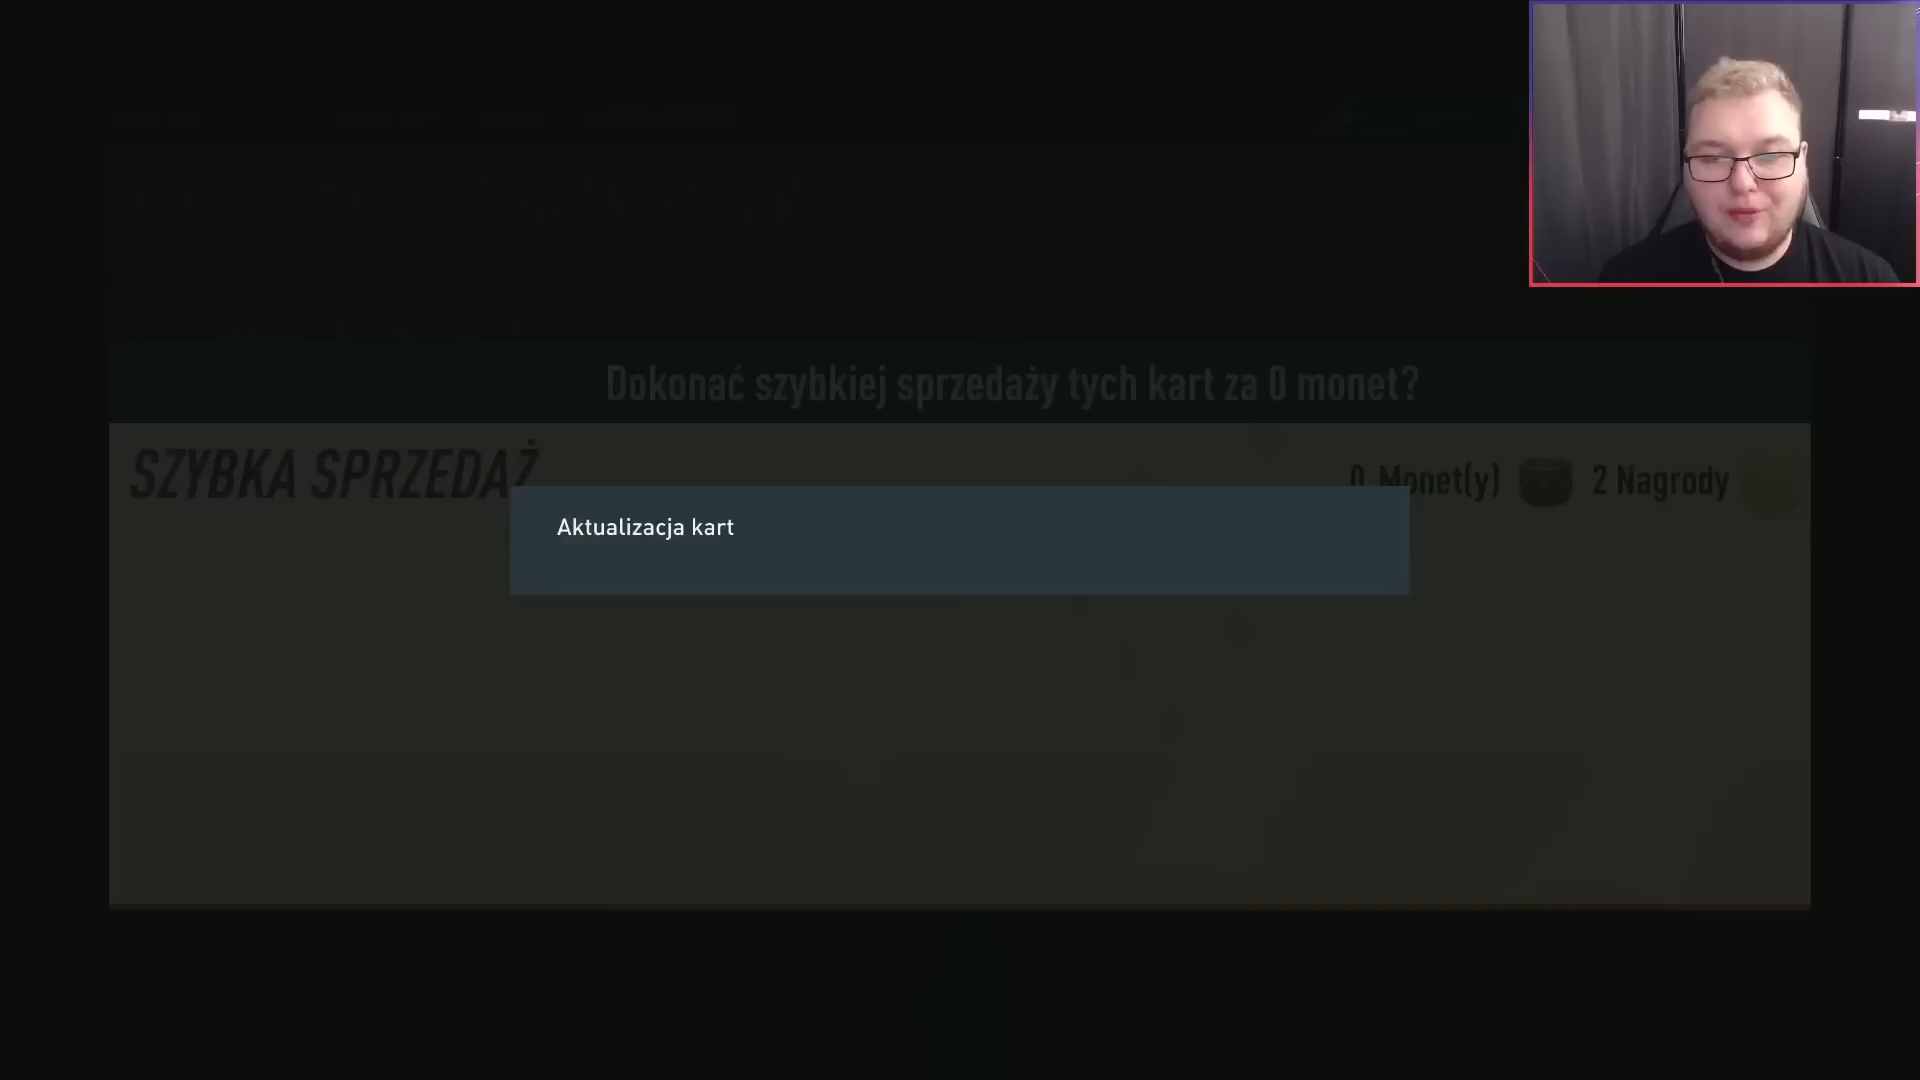 Dokonać szybkiej sprzedaży tych kart za 0 monet?
SZYBKA SPRZEDAŻ
0 Monet(y) 2 Nagrody
Aktualizacja kart